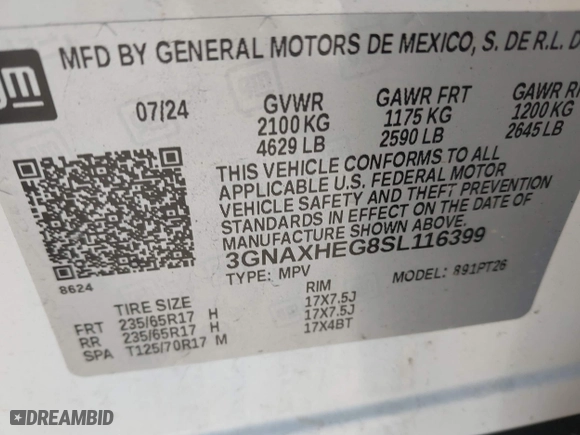 gm
MFD BY GENERAL MOTORS DE MEXICO, S. DE R.L. D
07/24 GVWR GAWR FRT GAWR RR
2100 KG 1175 KG 1200 KG
4629 LB 2590 LB 2645 LB
THIS VEHICLE CONFORMS TO ALL
APPLICABLE U.S. FEDERAL MOTOR
VEHICLE SAFETY AND THEFT PREVENTION
STANDARDS IN EFFECT ON THE DATE OF
MANUFACTURE SHOWN ABOVE.
3GNAXHEG8SL116399
8624 TYPE: MPV MODEL: 891PT26
TIRE SIZE RIM
FRT 235/65R17 H 17X7.5J
RR 235/65R17 H 17X7.5J
SPA T125/70R17 M 17X4BT
DREAMBID